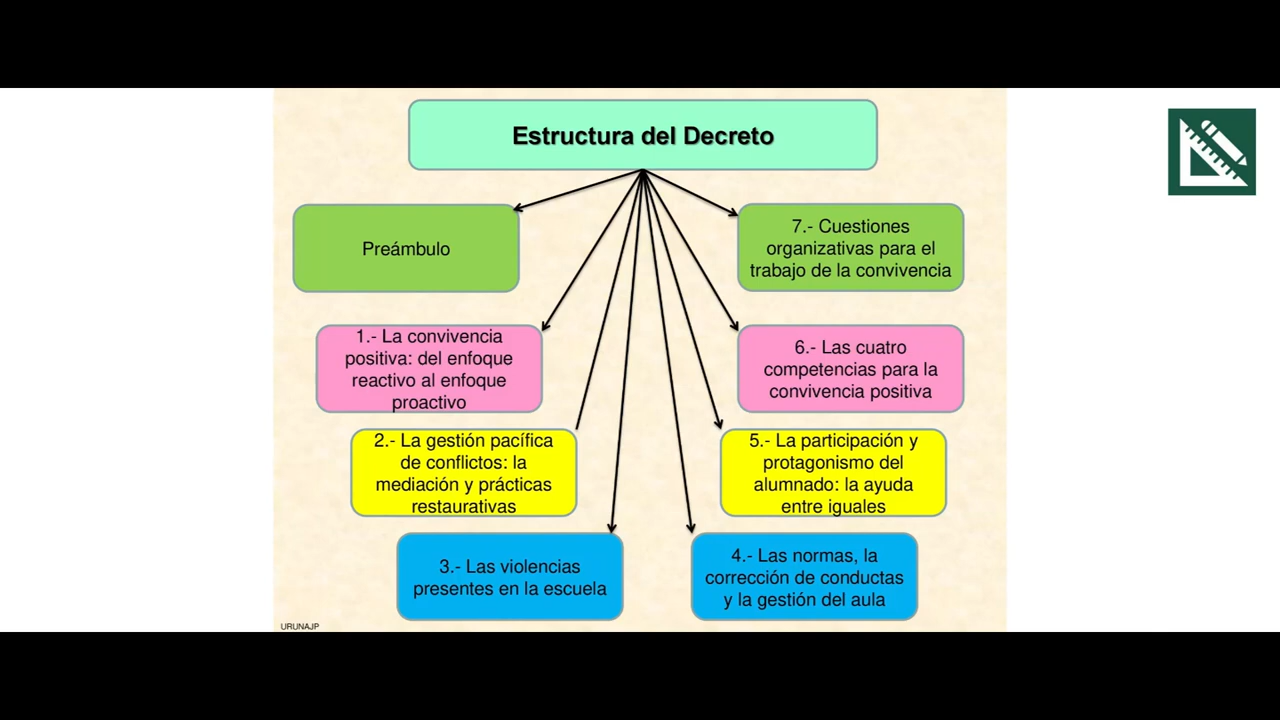 Estructura del Decreto
Preámbulo
1.- La convivencia
positiva: del enfoque
reactivo al enfoque
proactivo
2.- La gestión pacífica
de conflictos: la
mediación y prácticas
restaurativas
3.- Las violencias
presentes en la escuela
4.- Las normas, la
corrección de conductas
y la gestión del aula
5.- La participación y
protagonismo del
alumnado: la ayuda
entre iguales
6.- Las cuatro
competencias para la
convivencia positiva
7.- Cuestiones
organizativas para el
trabajo de la convivencia
URUNAJP